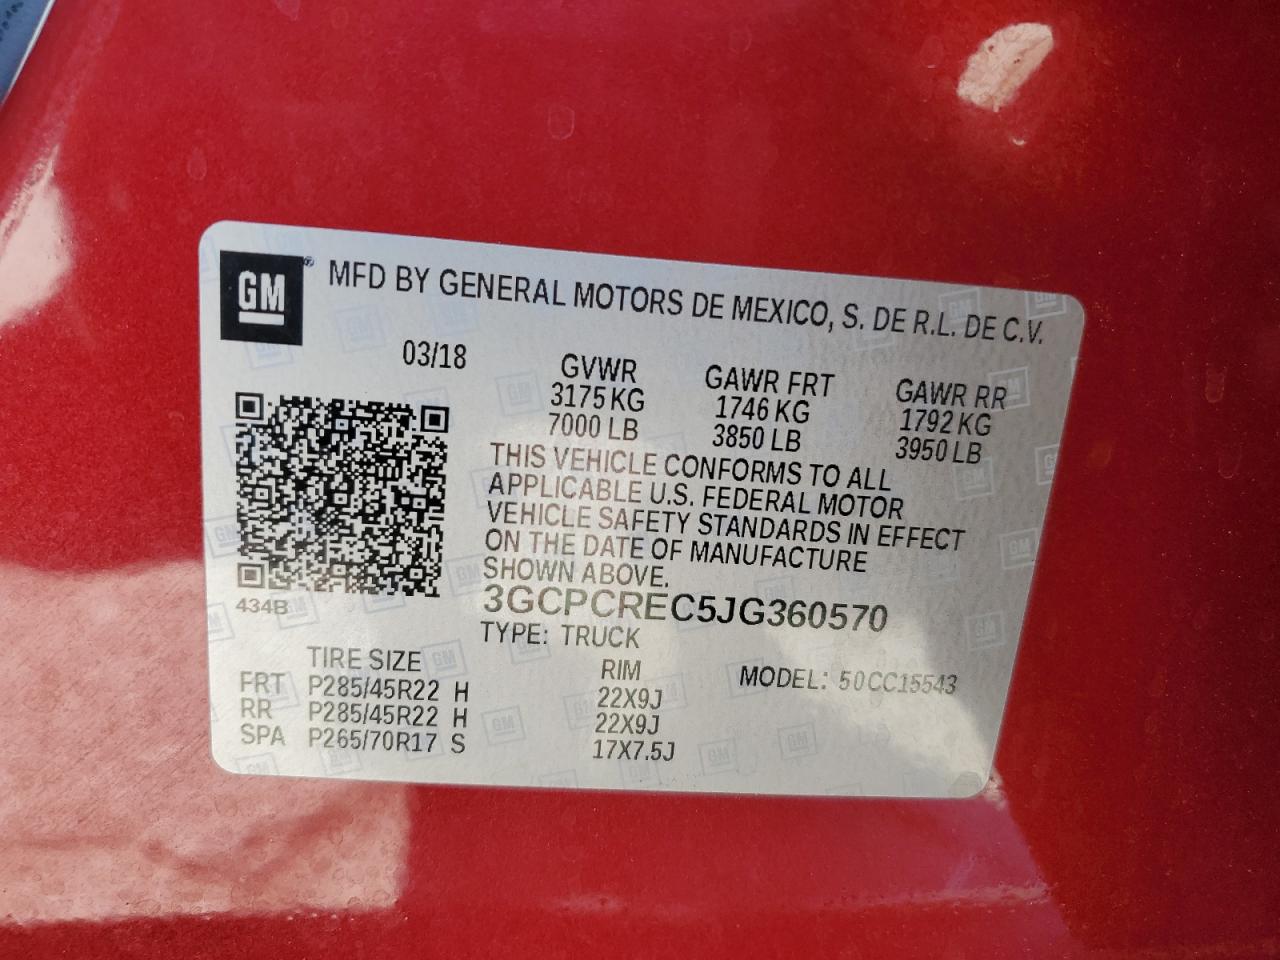 GM® MFD BY GENERAL MOTORS DE MEXICO, S. DE R.L. DE C.V.
03/18 GVWR GAWR FRT GAWR RR
3175 KG 1746 KG 1792 KG
7000 LB 3850 LB 3950 LB
THIS VEHICLE CONFORMS TO ALL
APPLICABLE U.S. FEDERAL MOTOR
VEHICLE SAFETY STANDARDS IN EFFECT
ON THE DATE OF MANUFACTURE
SHOWN ABOVE.
434B 3GCPCREC5JG360570
TYPE: TRUCK
TIRE SIZE RIM MODEL: 50CC15543
FRT P285/45R22 H 22X9J
RR P285/45R22 H 22X9J
SPA P265/70R17 S 17X7.5J